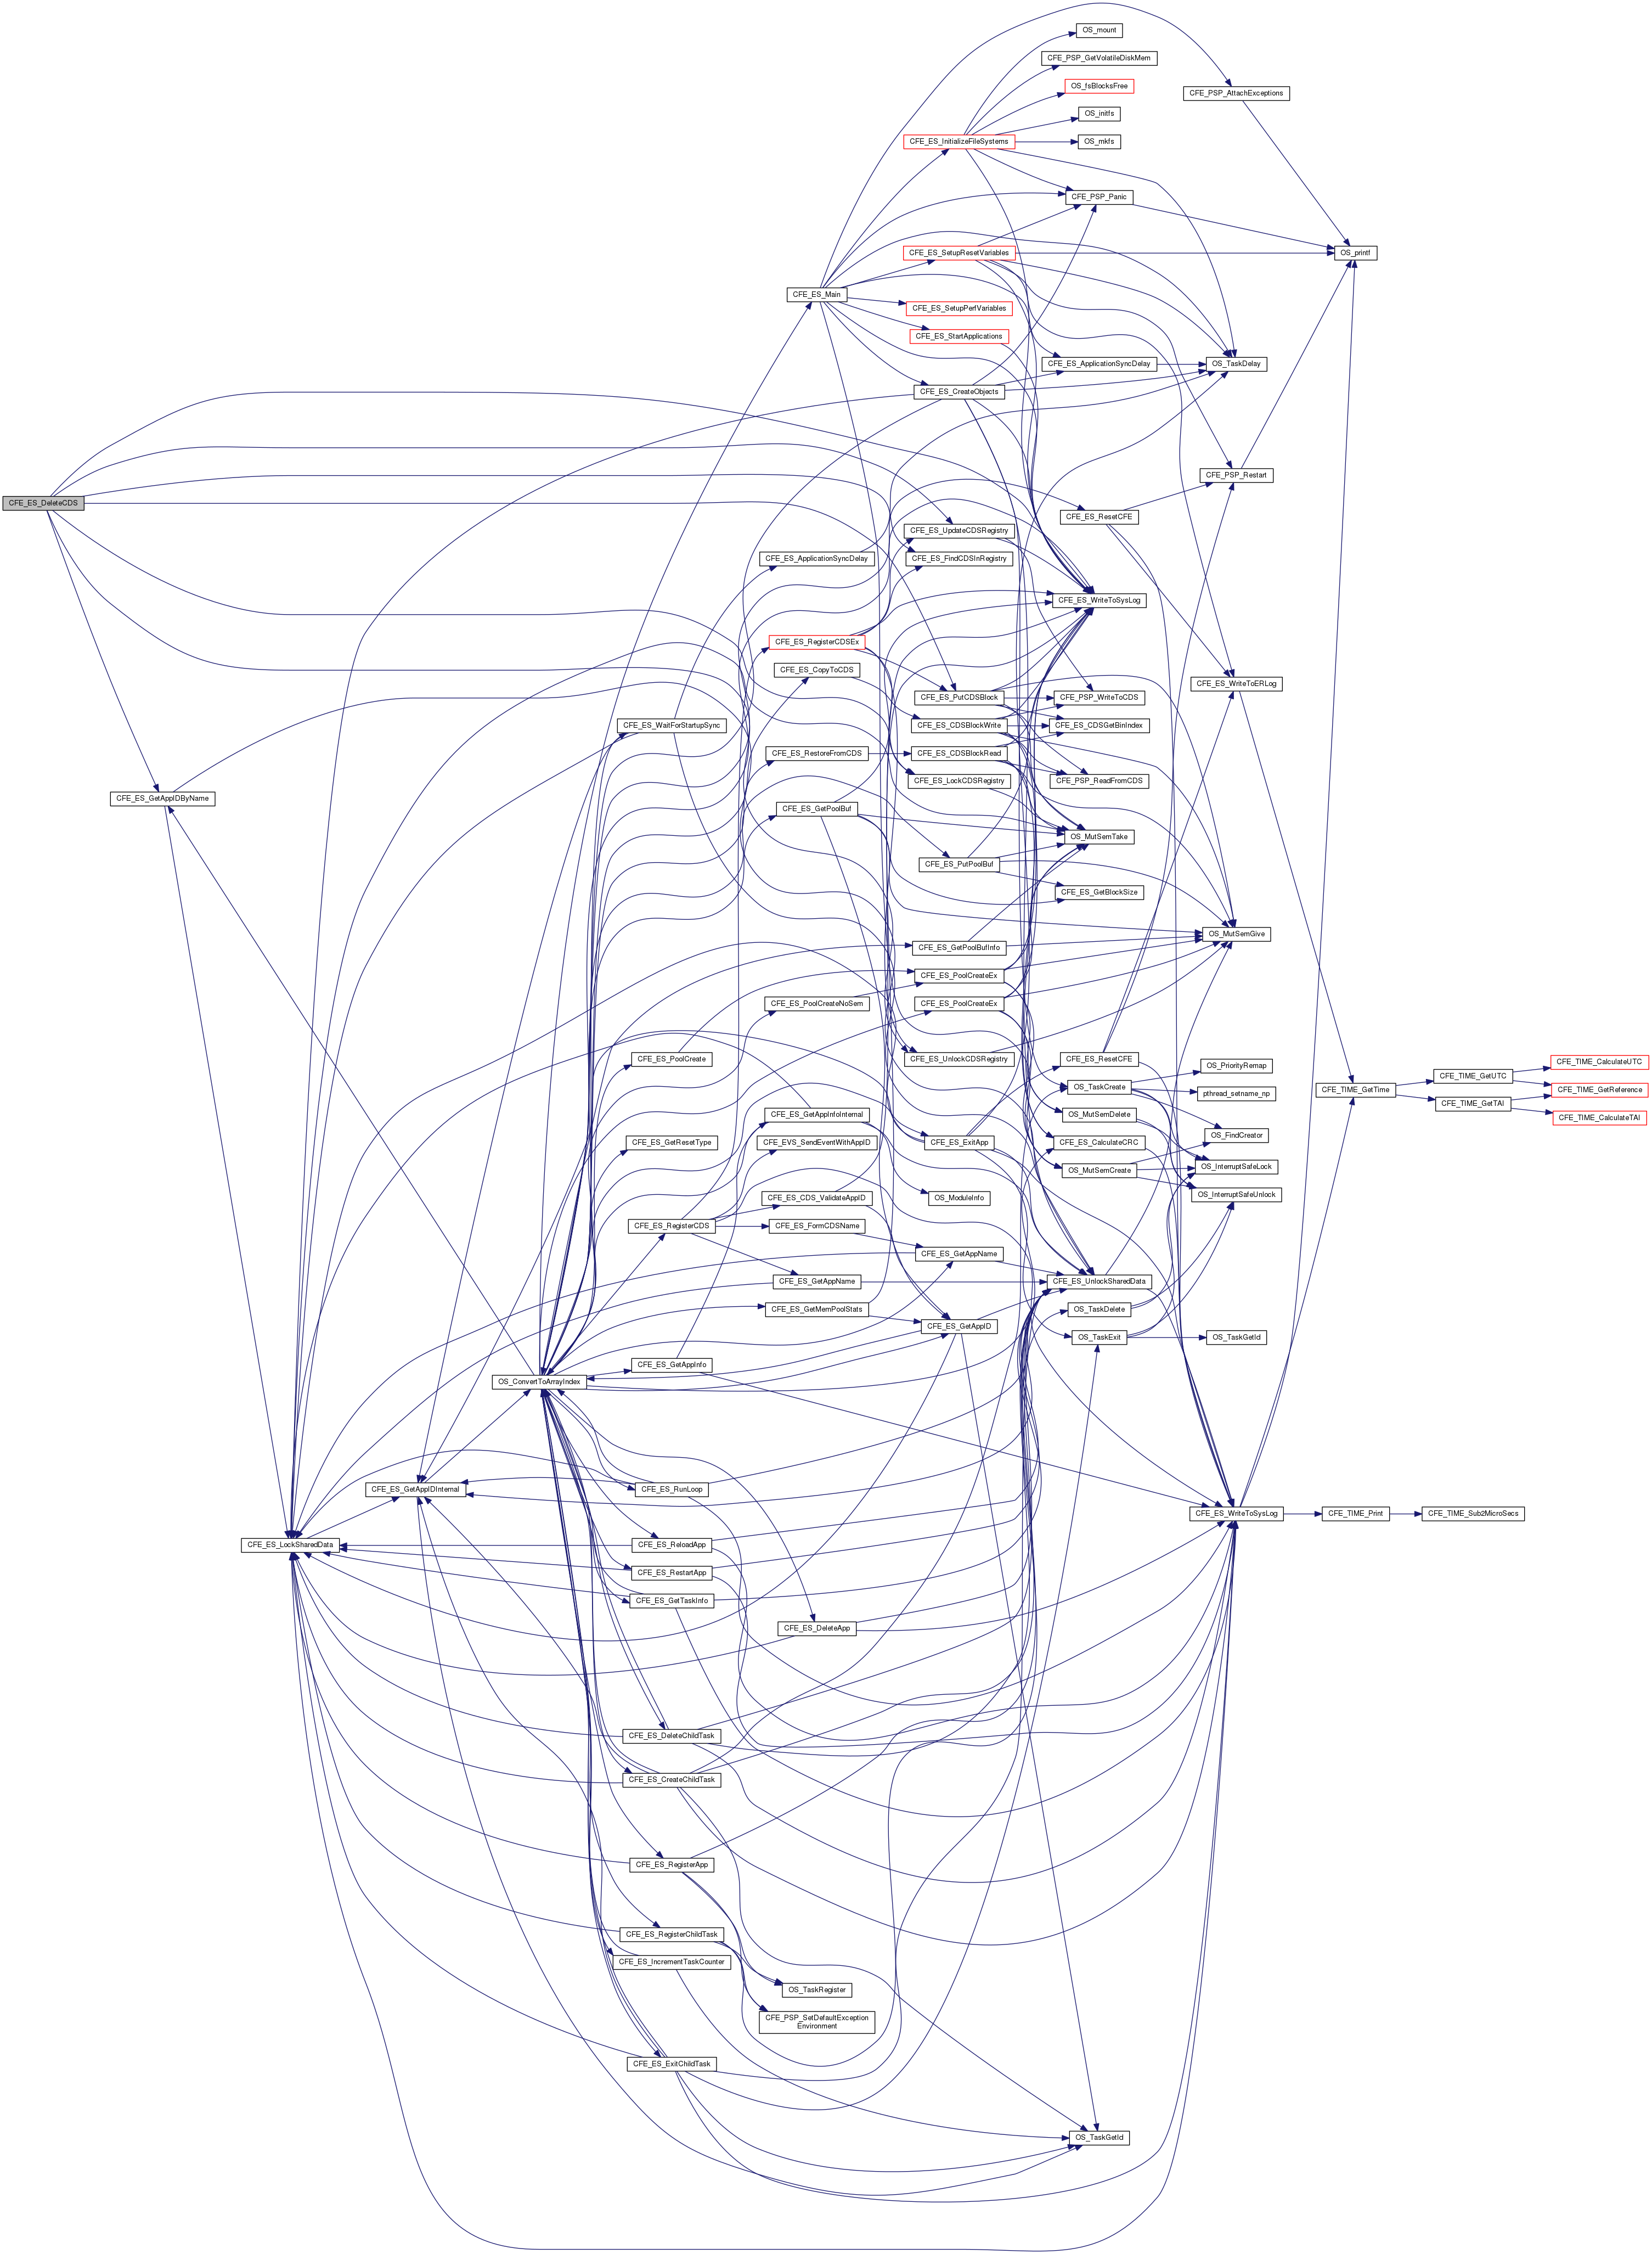 OS_mount
CFE_PSP_GetVolatileDiskMem
OS_fsBlocksFree
CFE_PSP_AttachExceptions
OS_initfs
CFE_ES_InitializeFileSystems
OS_mkfs
CFE_PSP_Panic
CFE_ES_SetupResetVariables
OS_printf
CFE_ES_Main
CFE_ES_SetupPerfVariables
CFE_ES_StartApplications
CFE_ES_ApplicationSyncDelay
OS_TaskDelay
CFE_ES_CreateObjects
CFE_PSP_Restart
CFE_ES_DeleteCDS
CFE_ES_ResetCFE
CFE_ES_UpdateCDSRegistry
CFE_ES_ApplicationSyncDelay
CFE_ES_FindCDSInRegistry
CFE_ES_WriteToSysLog
CFE_ES_RegisterCDSEx
CFE_ES_CopyToCDS
CFE_ES_WriteToERLog
CFE_ES_PutCDSBlock
CFE_PSP_WriteToCDS
CFE_ES_WaitForStartupSync
CFE_ES_CDSBlockWrite
CFE_ES_CDSGetBinIndex
CFE_ES_RestoreFromCDS
CFE_ES_CDSBlockRead
CFE_ES_LockCDSRegistry
CFE_PSP_ReadFromCDS
CFE_ES_GetAppIDByName
CFE_ES_GetPoolBuf
OS_MutSemTake
CFE_ES_PutPoolBuf
CFE_ES_GetBlockSize
OS_MutSemGive
CFE_ES_GetPoolBufInfo
CFE_ES_PoolCreateEx
CFE_ES_PoolCreateNoSem
CFE_ES_PoolCreateEx
CFE_ES_PoolCreate
CFE_ES_UnlockCDSRegistry
CFE_ES_ResetCFE
OS_PriorityRemap
CFE_TIME_CalculateUTC
CFE_TIME_GetUTC
OS_TaskCreate
CFE_TIME_GetTime
CFE_TIME_GetReference
pthread_setname_np
CFE_TIME_GetTAI
CFE_TIME_CalculateTAI
CFE_ES_GetAppInfoInternal
OS_MutSemDelete
OS_FindCreator
CFE_ES_GetResetType
CFE_EVS_SendEventWithAppID
CFE_ES_ExitApp
CFE_ES_CalculateCRC
OS_InterruptSafeLock
OS_MutSemCreate
OS_InterruptSafeUnlock
CFE_ES_CDS_ValidateAppID
OS_ModuleInfo
CFE_ES_RegisterCDS
CFE_ES_FormCDSName
CFE_ES_GetAppName
CFE_ES_GetAppName
CFE_ES_UnlockSharedData
CFE_ES_GetMemPoolStats
OS_TaskDelete
CFE_ES_GetAppID
OS_TaskExit
OS_TaskGetId
CFE_ES_GetAppInfo
OS_ConvertToArrayIndex
CFE_ES_GetAppIDInternal
CFE_ES_RunLoop
CFE_ES_WriteToSysLog
CFE_TIME_Print
CFE_TIME_Sub2MicroSecs
CFE_ES_LockSharedData
CFE_ES_ReloadApp
CFE_ES_RestartApp
CFE_ES_GetTaskInfo
CFE_ES_DeleteApp
CFE_ES_DeleteChildTask
CFE_ES_CreateChildTask
CFE_ES_RegisterApp
CFE_ES_RegisterChildTask
CFE_ES_IncrementTaskCounter
OS_TaskRegister
CFE_PSP_SetDefaultException
_Environment
CFE_ES_ExitChildTask
OS_TaskGetId